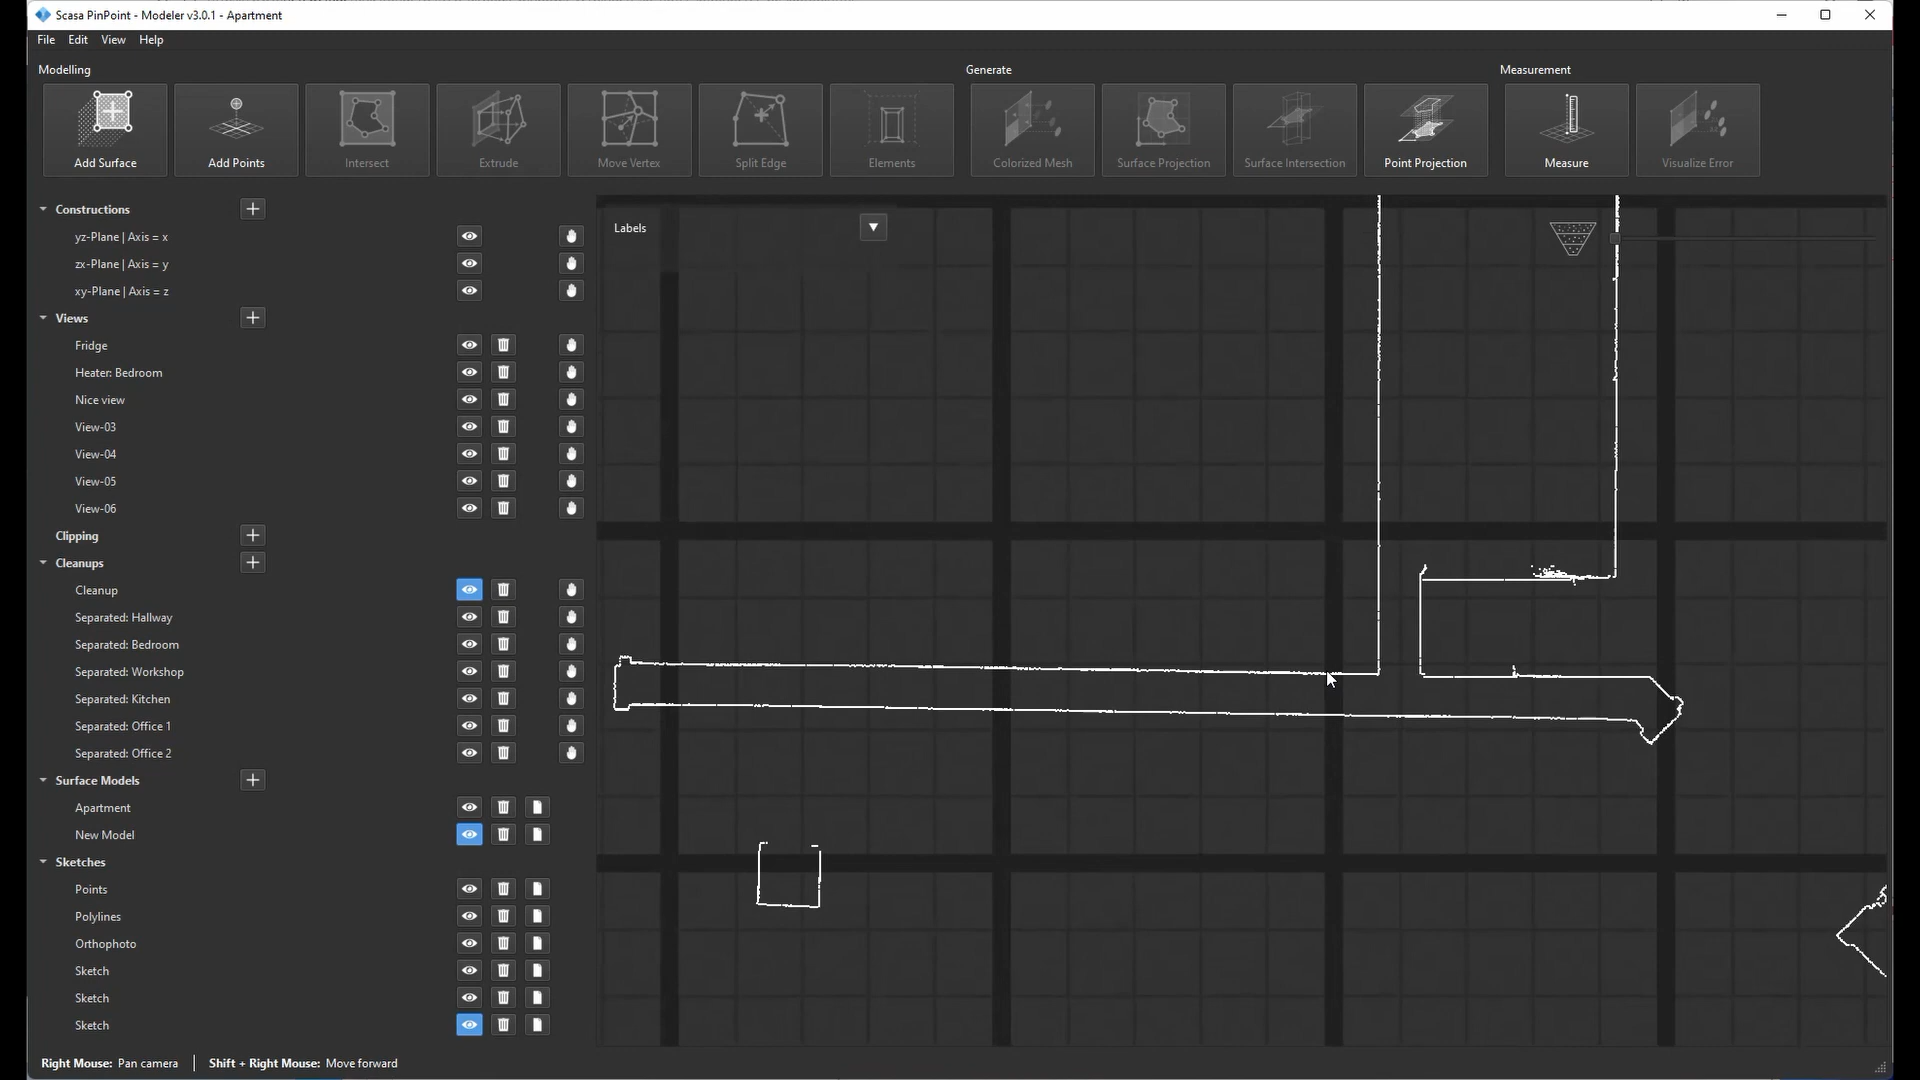 Scasa PinPoint - Modeler v3.0.1 - Apartment
File Edit View Help
Modelling
Generate
Measurement
Add Surface
Add Points
Intersect
Extrude
Move Vertex
Split Edge
Elements
Colorized Mesh
Surface Projection
Surface Intersection
Point Projection
Measure
Visualize Error
Constructions
yz-Plane | Axis = x
zx-Plane | Axis = y
xy-Plane | Axis = z
Views
Fridge
Heater: Bedroom
Nice view
View-03
View-04
View-05
View-06
Clipping
Cleanups
Cleanup
Separated: Hallway
Separated: Bedroom
Separated: Workshop
Separated: Kitchen
Separated: Office 1
Separated: Office 2
Surface Models
Apartment
New Model
Sketches
Points
Polylines
Orthophoto
Sketch
Sketch
Sketch
Labels
Right Mouse: Pan camera | Shift + Right Mouse: Move forward